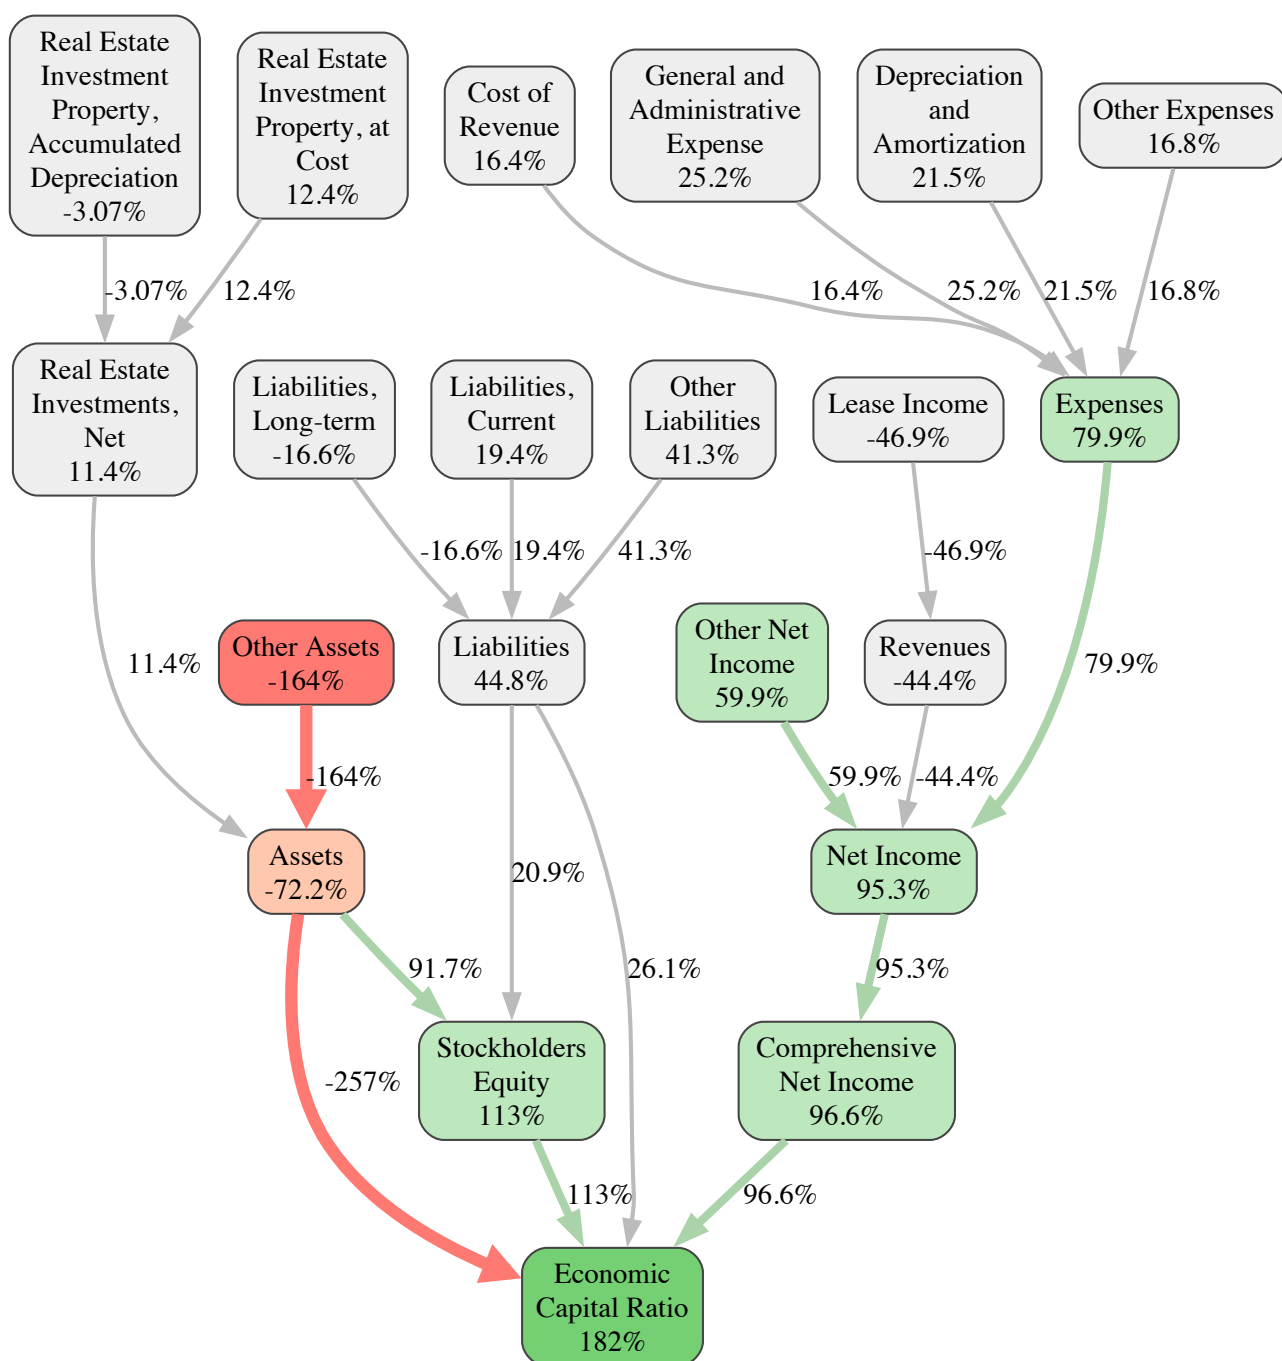 Real Estate
Investment
Property,
Accumulated
Depreciation
-3.07%
Real Estate
Investment
Property, at
Cost
12.4%
Cost of
Revenue
16.4%
General and
Administrative
Expense
25.2%
Depreciation
and
Amortization
21.5%
Other Expenses
16.8%
-3.07%
12.4%
16.4%
25.2%
21.5%
16.8%
Real Estate
Investments,
Net
11.4%
Liabilities,
Long-term
-16.6%
Liabilities,
Current
19.4%
Other
Liabilities
41.3%
Lease Income
-46.9%
Expenses
79.9%
-16.6%
19.4%
41.3%
-46.9%
11.4%
Other Assets
-164%
Liabilities
44.8%
Other Net
Income
59.9%
Revenues
-44.4%
79.9%
-164%
59.9%
-44.4%
Assets
-72.2%
20.9%
Net Income
95.3%
91.7%
26.1%
95.3%
-257%
Stockholders
Equity
113%
Comprehensive
Net Income
96.6%
113%
96.6%
Economic
Capital Ratio
182%